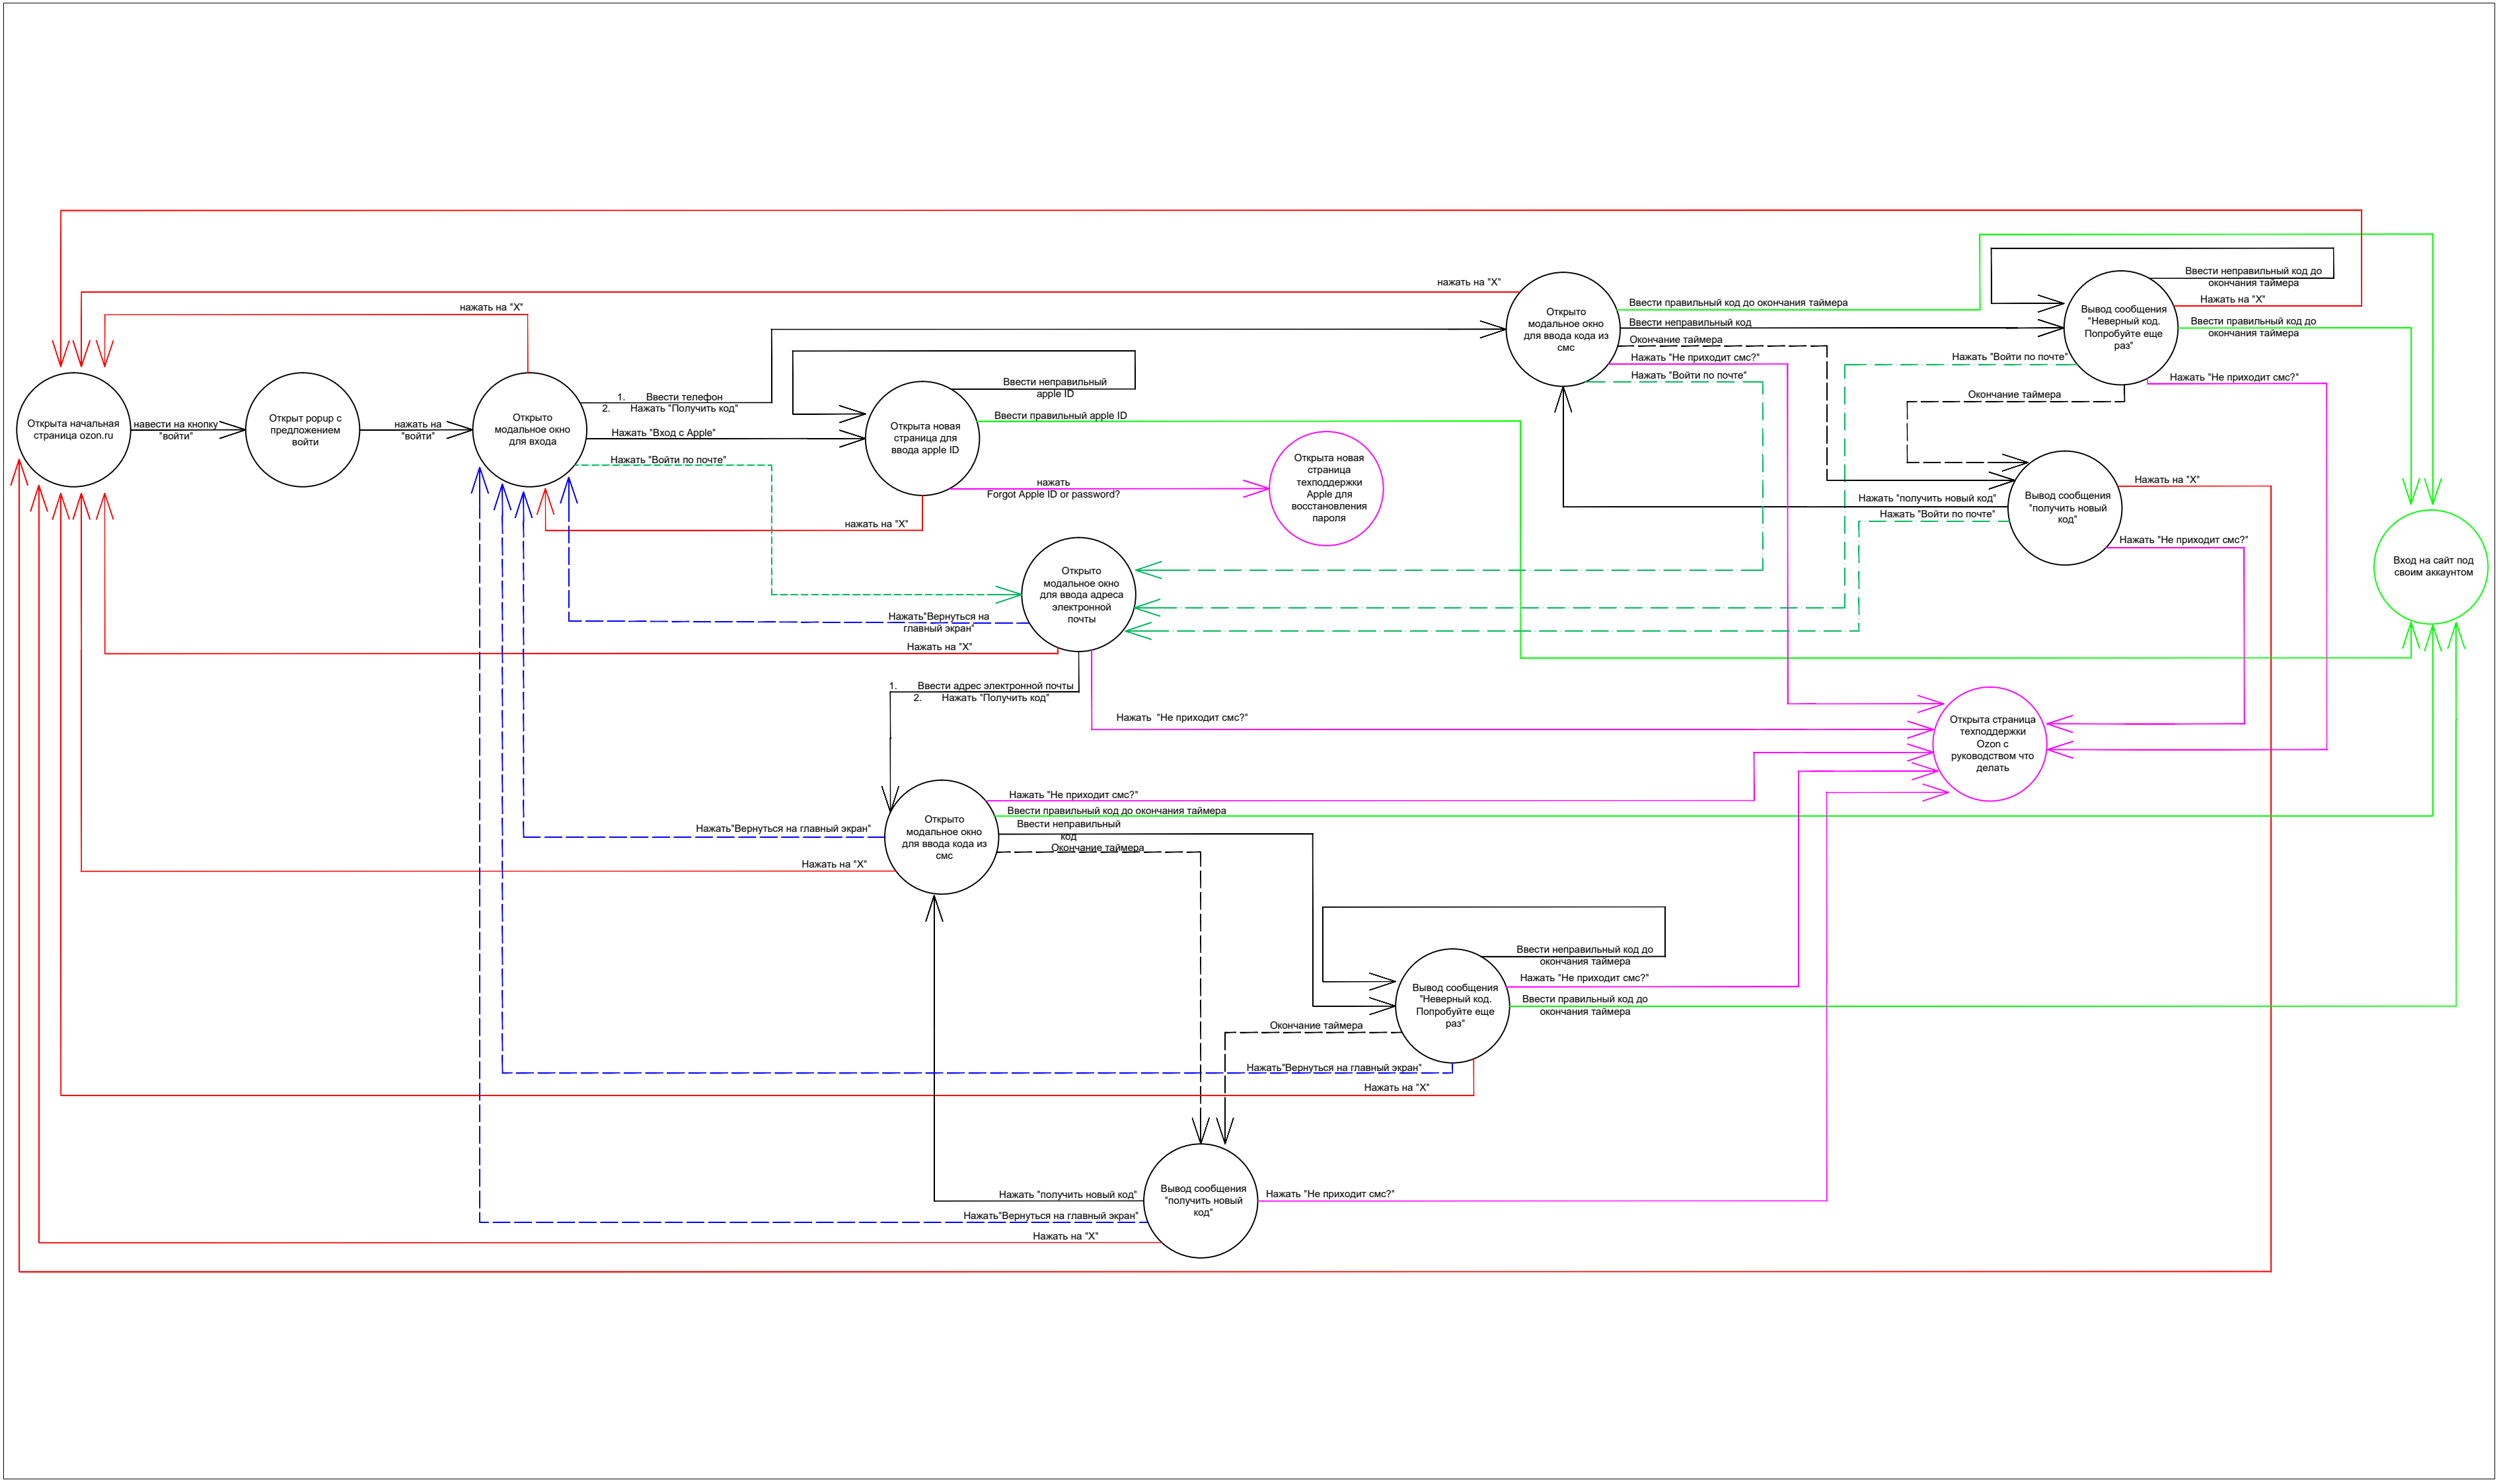 нажать на "X"
нажать на "X"
Открыта начальная
страница ozon.ru
навести на кнопку
"войти"
Открыт popup с
предложением
войти
нажать на
"войти"
Открыто
модальное окно
для входа
1. Ввести телефон
2. Нажать "Получить код"
Нажать "Вход с Apple"
Нажать "Войти по почте"
Открыта новая
страница для
ввода apple ID
Ввести неправильный
apple ID
Ввести правильный apple ID
нажать
Forgot Apple ID or password?
нажать на "X"
Открыта новая
страница
техподдержки
Apple для
восстановления
пароля
Открыто
модальное окно
для ввода кода из
смс
Ввести правильный код до окончания таймера
Ввести неправильный код
Окончание таймера
Нажать "Не приходит смс?"
Нажать "Войти по почте"
Вывод сообщения
"Неверный код.
Попробуйте еще
раз"
Ввести неправильный код до
окончания таймера
Нажать на "X"
Ввести правильный код до
окончания таймера
Нажать "Войти по почте"
Нажать "Не приходит смс?"
Окончание таймера
Вывод сообщения
"получить новый
код"
Нажать на "X"
Нажать "получить новый код"
Нажать "Войти по почте"
Нажать "Не приходит смс?"
Вход на сайт под
своим аккаунтом
Открыто
модальное окно
для ввода адреса
электронной
почты
Нажать"Вернуться на
главный экран"
Нажать на "X"
1. Ввести адрес электронной почты
2. Нажать "Получить код"
Нажать "Не приходит смс?"
Открыта страница
техподдержки
Ozon с
руководством что
делать
Открыто
модальное окно
для ввода кода из
смс
Нажать "Не приходит смс?"
Ввести правильный код до окончания таймера
Ввести неправильный
код
Окончание таймера
Нажать"Вернуться на главный экран"
Нажать на "X"
Вывод сообщения
"Неверный код.
Попробуйте еще
раз"
Ввести неправильный код до
окончания таймера
Нажать "Не приходит смс?"
Ввести правильный код до
окончания таймера
Окончание таймера
Нажать"Вернуться на главный экран"
Нажать на "X"
Вывод сообщения
"получить новый
код"
Нажать "получить новый код"
Нажать "Не приходит смс?"
Нажать"Вернуться на главный экран"
Нажать на "X"